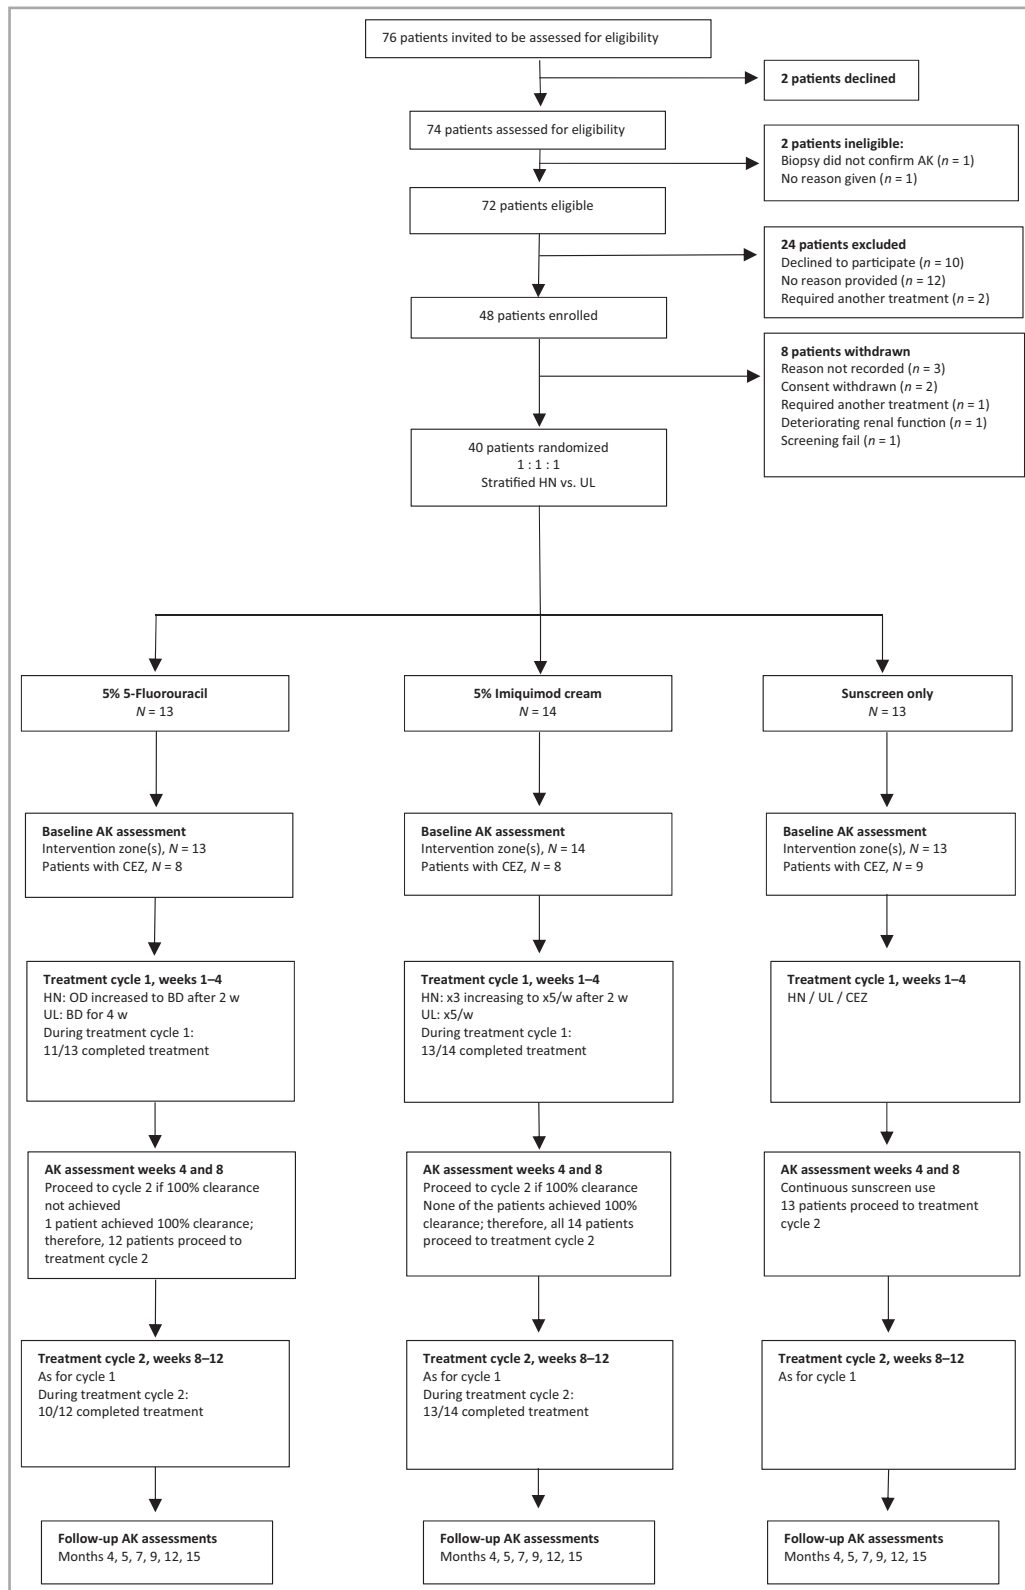 76 patients invited to be assessed for eligibility
2 patients declined
74 patients assessed for eligibility
2 patients ineligible:
Biopsy did not confirm AK (n = 1)
No reason given (n = 1)
72 patients eligible
24 patients excluded
Declined to participate (n = 10)
No reason provided (n = 12)
Required another treatment (n = 2)
48 patients enrolled
8 patients withdrawn
Reason not recorded (n = 3)
Consent withdrawn (n = 2)
Required another treatment (n = 1)
Deteriorating renal function (n = 1)
Screening fail (n = 1)
40 patients randomized
1 : 1 : 1
Stratified HN vs. UL
5% 5-Fluorouracil
N = 13
5% Imiquimod cream
N = 14
Sunscreen only
N = 13
Baseline AK assessment
Intervention zone(s), N = 13
Patients with CEZ, N = 8
Baseline AK assessment
Intervention zone(s), N = 14
Patients with CEZ, N = 8
Baseline AK assessment
Intervention zone(s), N = 13
Patients with CEZ, N = 9
Treatment cycle 1, weeks 1–4
HN: OD increased to BD after 2 w
UL: BD for 4 w
During treatment cycle 1:
11/13 completed treatment
Treatment cycle 1, weeks 1–4
HN: x3 increasing to x5/w after 2 w
UL: x5/w
During treatment cycle 1:
13/14 completed treatment
Treatment cycle 1, weeks 1–4
HN / UL / CEZ
AK assessment weeks 4 and 8
Proceed to cycle 2 if 100% clearance
not achieved
1 patient achieved 100% clearance;
therefore, 12 patients proceed to
treatment cycle 2
AK assessment weeks 4 and 8
Proceed to cycle 2 if 100% clearance
None of the patients achieved 100%
clearance; therefore, all 14 patients
proceed to treatment cycle 2
AK assessment weeks 4 and 8
Continuous sunscreen use
13 patients proceed to treatment
cycle 2
Treatment cycle 2, weeks 8–12
As for cycle 1
During treatment cycle 2:
10/12 completed treatment
Treatment cycle 2, weeks 8–12
As for cycle 1
During treatment cycle 2:
13/14 completed treatment
Treatment cycle 2, weeks 8–12
As for cycle 1
Follow-up AK assessments
Months 4, 5, 7, 9, 12, 15
Follow-up AK assessments
Months 4, 5, 7, 9, 12, 15
Follow-up AK assessments
Months 4, 5, 7, 9, 12, 15